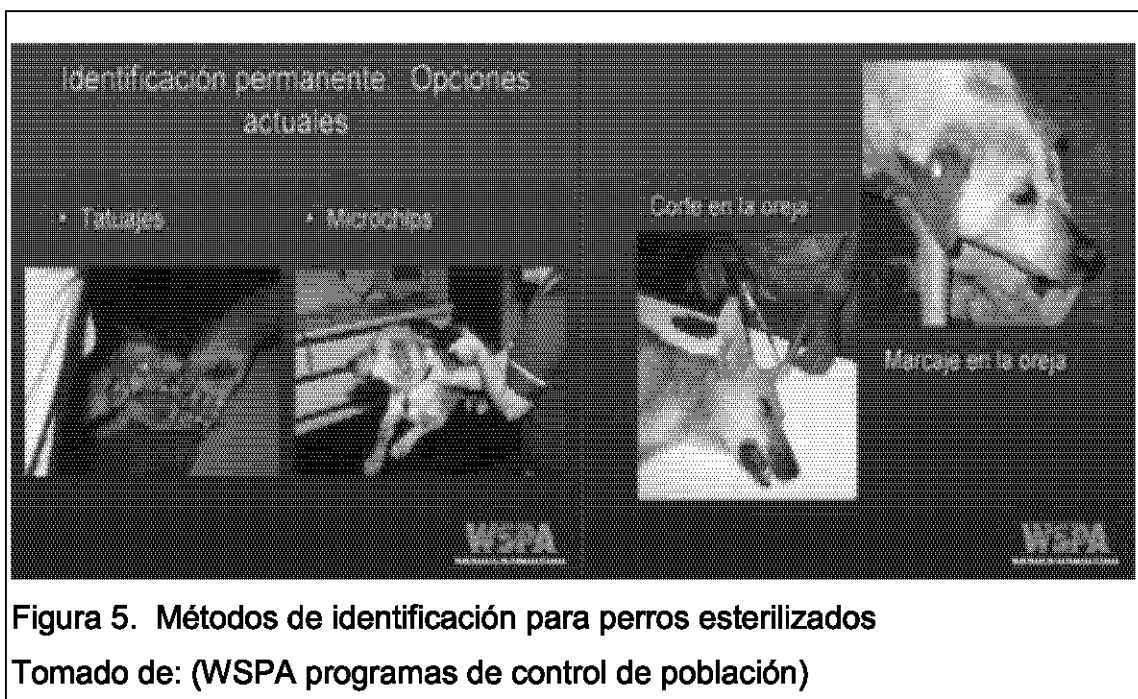 Identificación permanente Opciones
actuales
• Tatuajes
• Microchips
WSPA
Corte en la oreja
Marcaje en la oreja
WSPA
Figura 5. Métodos de identificación para perros esterilizados
Tomado de: (WSPA programas de control de población)